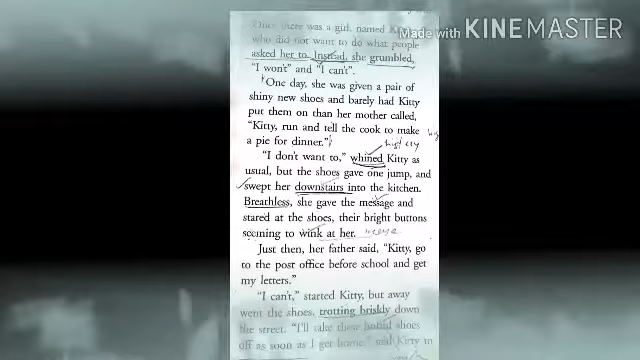 Made with KINEMASTER
Once there was a girl, named Kitty
who did not want to do what people
asked her to. Instead, she grumbled,
"I won't" and "I can't".
One day, she was given a pair of
shiny new shoes and barely had Kitty
put them on than her mother called,
"Kitty, run and tell the cook to make
a pie for dinner."
"I don't want to," whined Kitty as
usual, but the shoes gave one jump, and
swept her downstairs into the kitchen.
Breathless, she gave the message and
stared at the shoes, their bright buttons
seeming to wink at her.
Just then, her father said, "Kitty, go
to the post office before school and get
my letters."
"I can't," started Kitty, but away
went the shoes, trotting briskly down
the street. "I'll take these horrid shoes
off as soon as I get home," said Kitty to